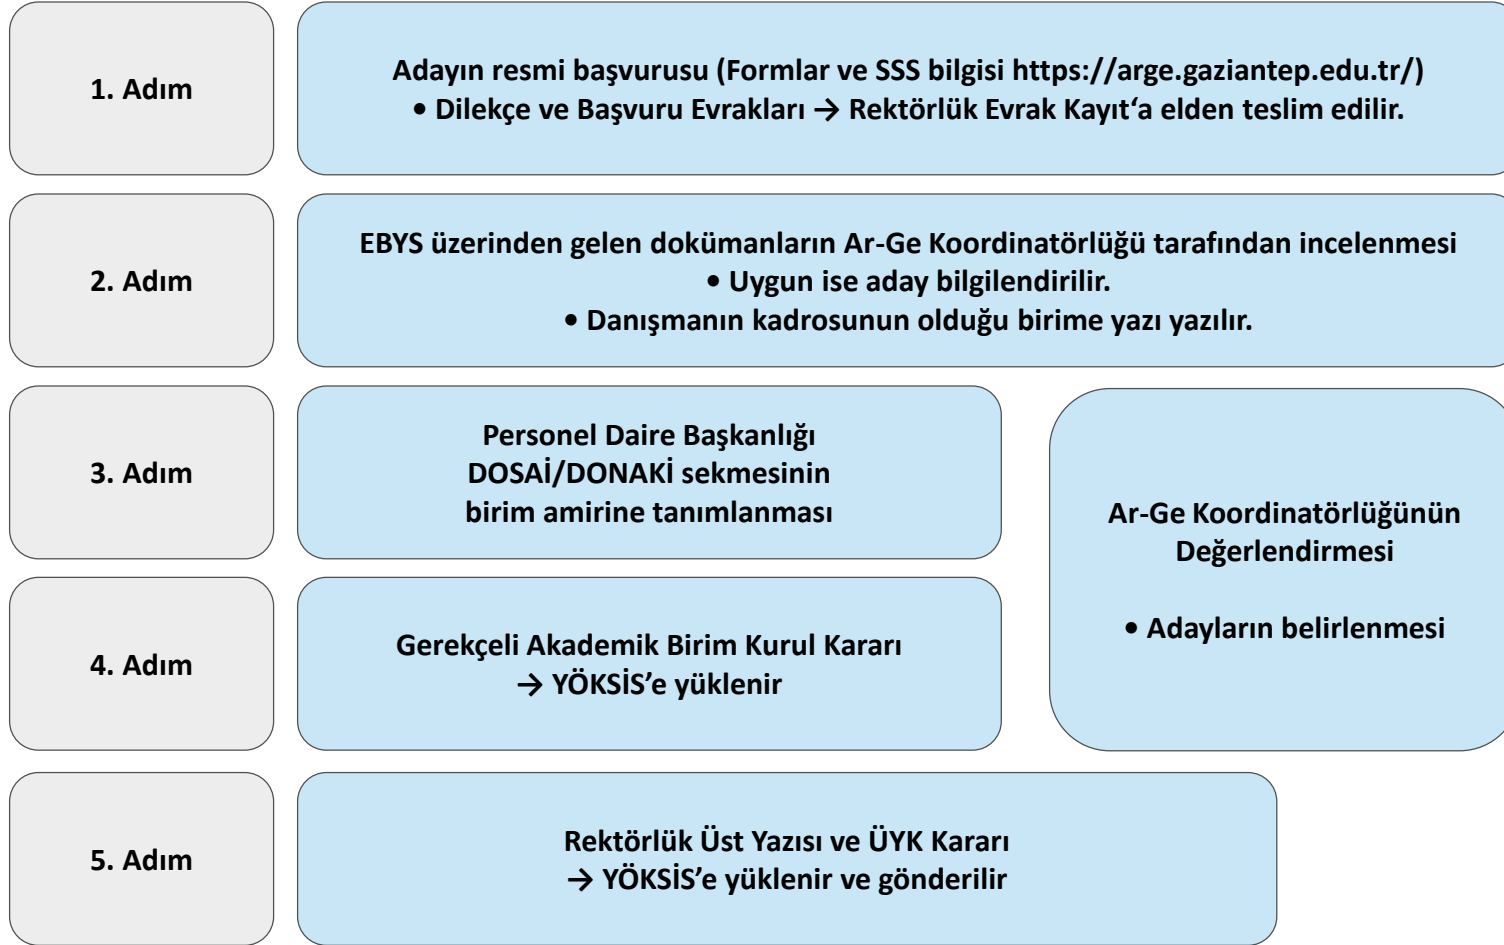 1. Adım
Adayın resmi başvurusu (Formlar ve SSS bilgisi https://arge.gaziantep.edu.tr/)
• Dilekçe ve Başvuru Evrakları → Rektörlük Evrak Kayıt‘a elden teslim edilir.
2. Adım
EBYS üzerinden gelen dokümanların Ar-Ge Koordinatörlüğü tarafından incelenmesi
• Uygun ise aday bilgilendirilir.
• Danışmanın kadrosunun olduğu birime yazı yazılır.
3. Adım
Personel Daire Başkanlığı
DOSAİ/DONAKİ sekmesinin
birim amirine tanımlanması
4. Adım
Gerekçeli Akademik Birim Kurul Kararı
→ YÖKSİS’e yüklenir
Ar-Ge Koordinatörlüğünün
Değerlendirmesi
• Adayların belirlenmesi
5. Adım
Rektörlük Üst Yazısı ve ÜYK Kararı
→ YÖKSİS’e yüklenir ve gönderilir